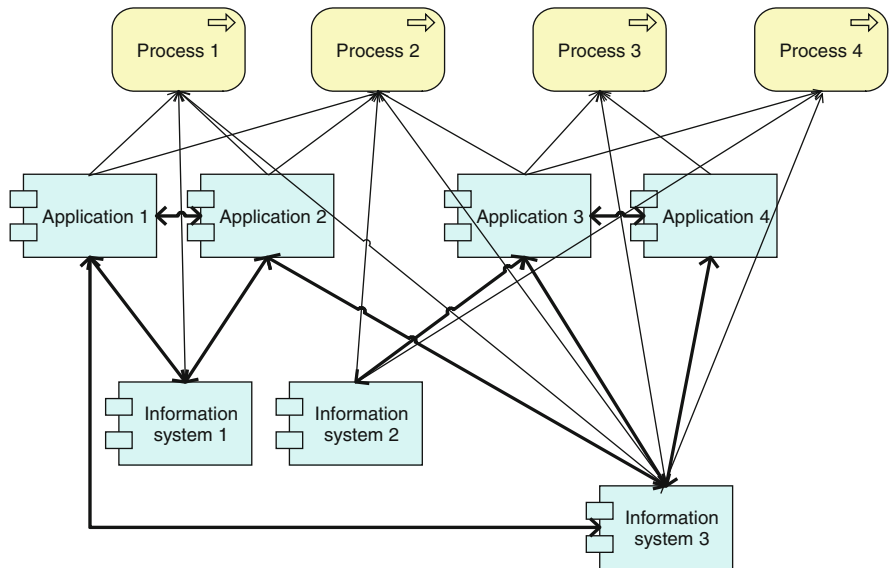 Process 1
Process 2
Process 3
Process 4
Application 1
Application 2
Application 3
Application 4
Information
system 1
Information
system 2
Information
system 3